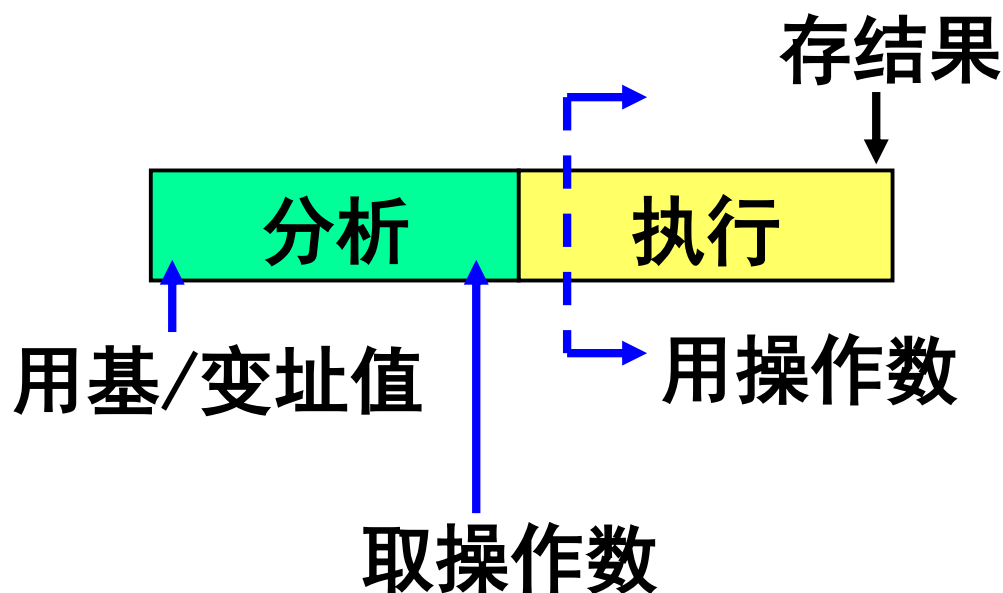 存结果
分析
执行
用基/变址值
用操作数
取操作数